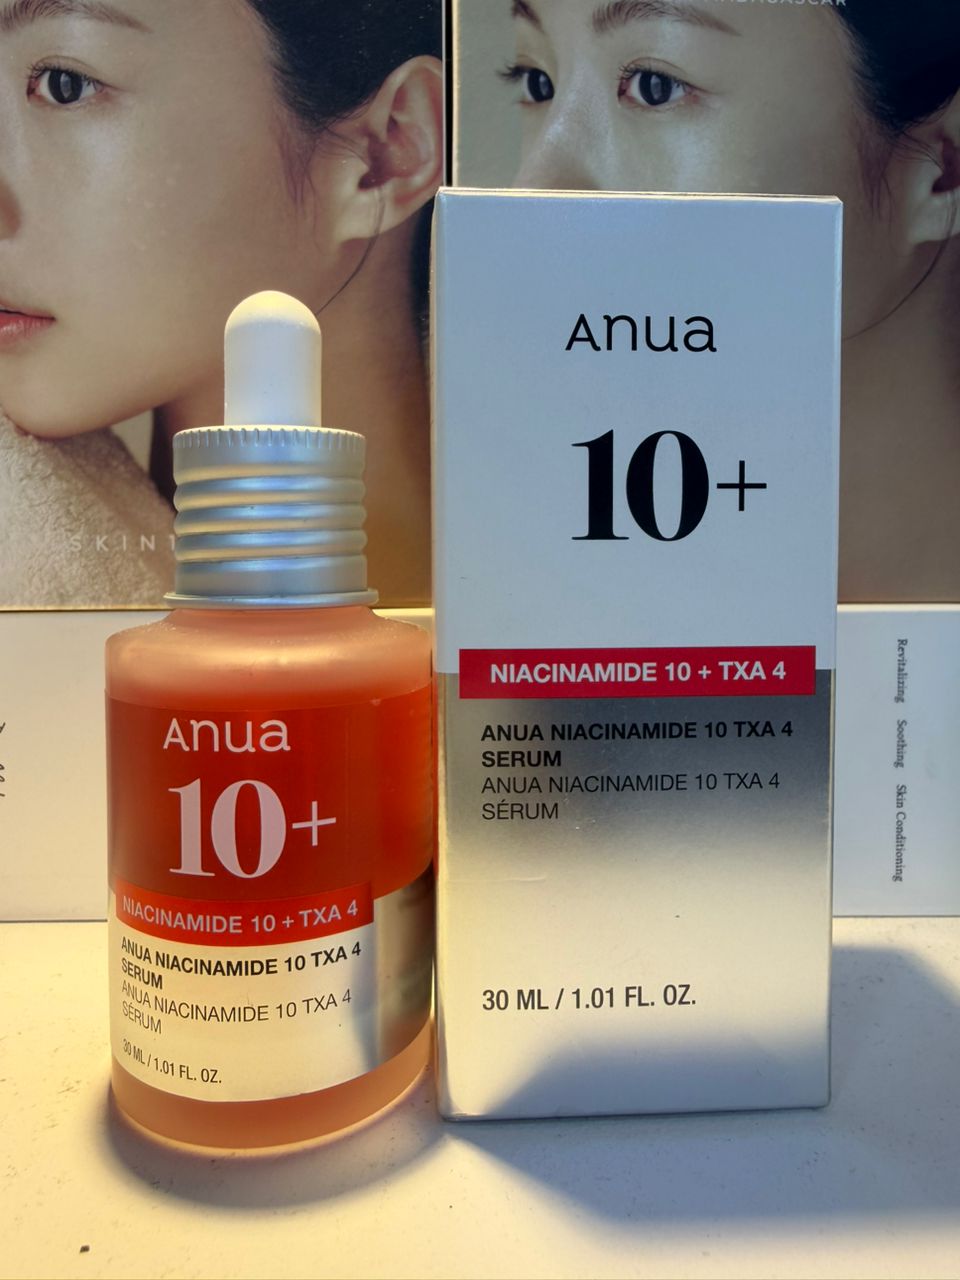 MADAGASCAR
SKIN1
Anua
10+
NIACINAMIDE 10 + TXA 4
ANUA NIACINAMIDE 10 TXA 4
SERUM
ANUA NIACINAMIDE 10 TXA 4
SÉRUM
30 ML / 1.01 FL. OZ.
Anua
10+
NIACINAMIDE 10 + TXA 4
ANUA NIACINAMIDE 10 TXA 4
SERUM
ANUA NIACINAMIDE 10 TXA 4
SÉRUM
30 ML / 1.01 FL. OZ.
Revitalizing Soothing Skin Conditioning